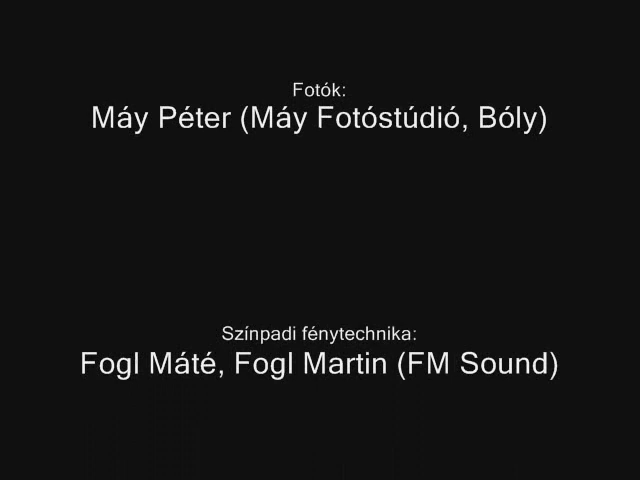 Fotók:
Máy Péter (Máy Fotóstúdió, Bóly)
Színpadi fénytechnika:
Fogl Máté, Fogl Martin (FM Sound)